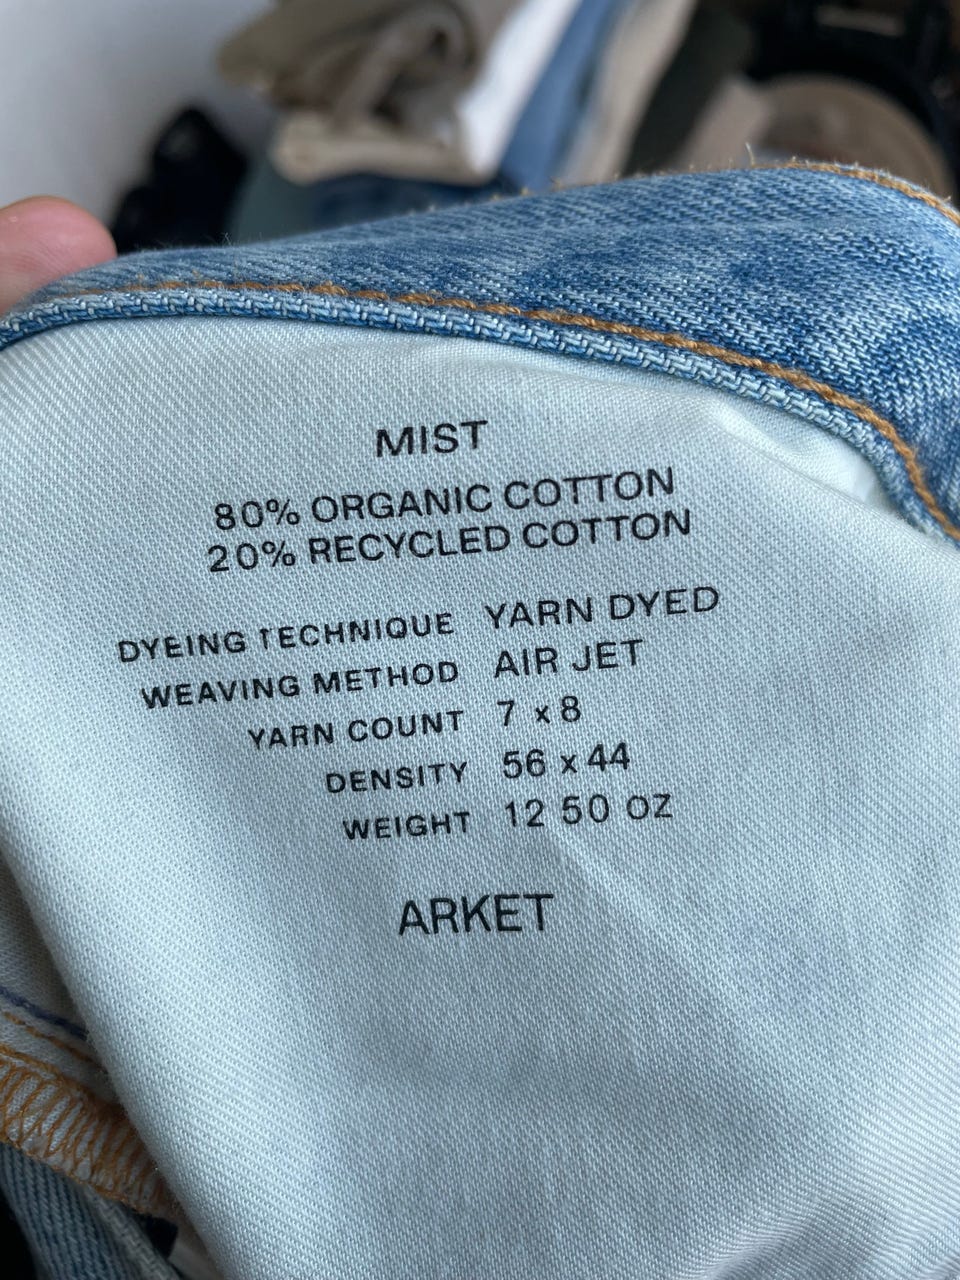 MIST
80% ORGANIC COTTON
20% RECYCLED COTTON
DYEING TECHNIQUE YARN DYED
WEAVING METHOD AIR JET
YARN COUNT 7 x 8
DENSITY 56 x 44
WEIGHT 12 50 OZ
ARKET